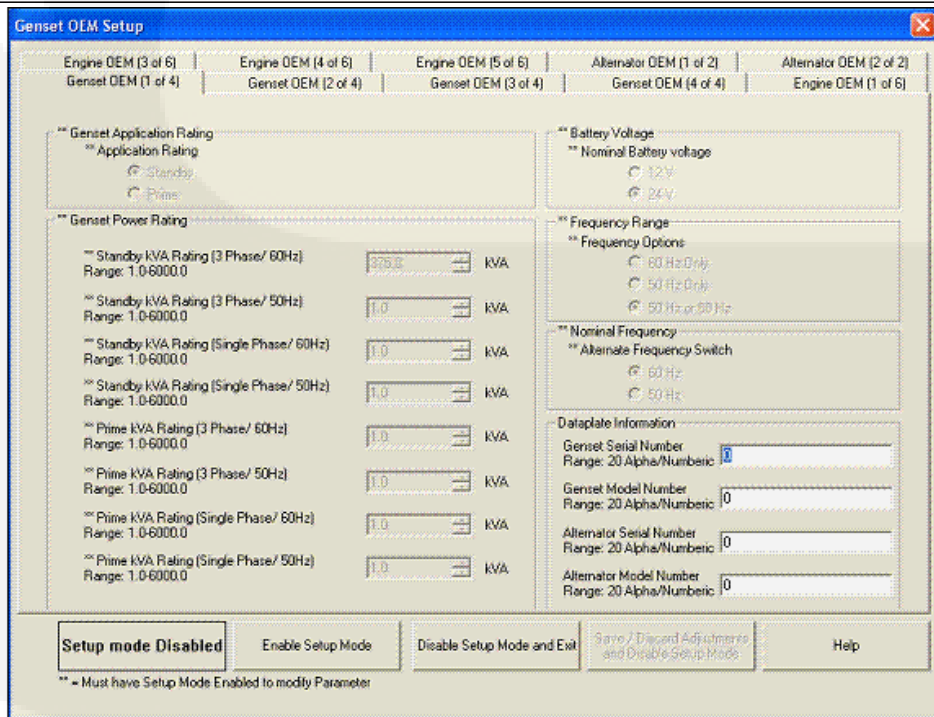 Genset OEM Setup
Engine OEM (3 of 6) Engine OEM (4 of 6) Engine OEM (5 of 6) Alternator OEM (1 of 2) Alternator OEM (2 of 2)
Genset OEM (1 of 4) Genset OEM (2 of 4) Genset OEM (3 of 4) Genset OEM (4 of 4) Engine OEM (1 of 6)
** Genset Application Rating
** Application Rating
Standby
Prime
** Genset Power Rating
** Standby kVA Rating (3 Phase/ 60Hz)
Range: 1.0-6000.0
376.8 kVA
** Standby kVA Rating (3 Phase/ 50Hz)
Range: 1.0-6000.0
1.0 kVA
** Standby kVA Rating (Single Phase/ 60Hz)
Range: 1.0-6000.0
1.0 kVA
** Standby kVA Rating (Single Phase/ 50Hz)
Range: 1.0-6000.0
1.0 kVA
** Prime kVA Rating (3 Phase/ 60Hz)
Range: 1.0-6000.0
1.0 kVA
** Prime kVA Rating (3 Phase/ 50Hz)
Range: 1.0-6000.0
1.0 kVA
** Prime kVA Rating (Single Phase/ 60Hz)
Range: 1.0-6000.0
1.0 kVA
** Prime kVA Rating (Single Phase/ 50Hz)
Range: 1.0-6000.0
1.0 kVA
** Battery Voltage
** Nominal Battery voltage
12 V
24 V
** Frequency Range
** Frequency Options
60 Hz Only
50 Hz Only
50 Hz or 60 Hz
** Nominal Frequency
** Alternate Frequency Switch
60 Hz
50 Hz
Dataplate Information
Genset Serial Number
Range: 20 Alpha/Numberic 0
Genset Model Number
Range: 20 Alpha/Numberic 0
Alternator Serial Number
Range: 20 Alpha/Numberic 0
Alternator Model Number
Range: 20 Alpha/Numberic 0
Setup mode Disabled
Enable Setup Mode
Disable Setup Mode and Exit
Save / Discard Adjustments
and Disable Setup Mode
Help
** = Must have Setup Mode Enabled to modify Parameter